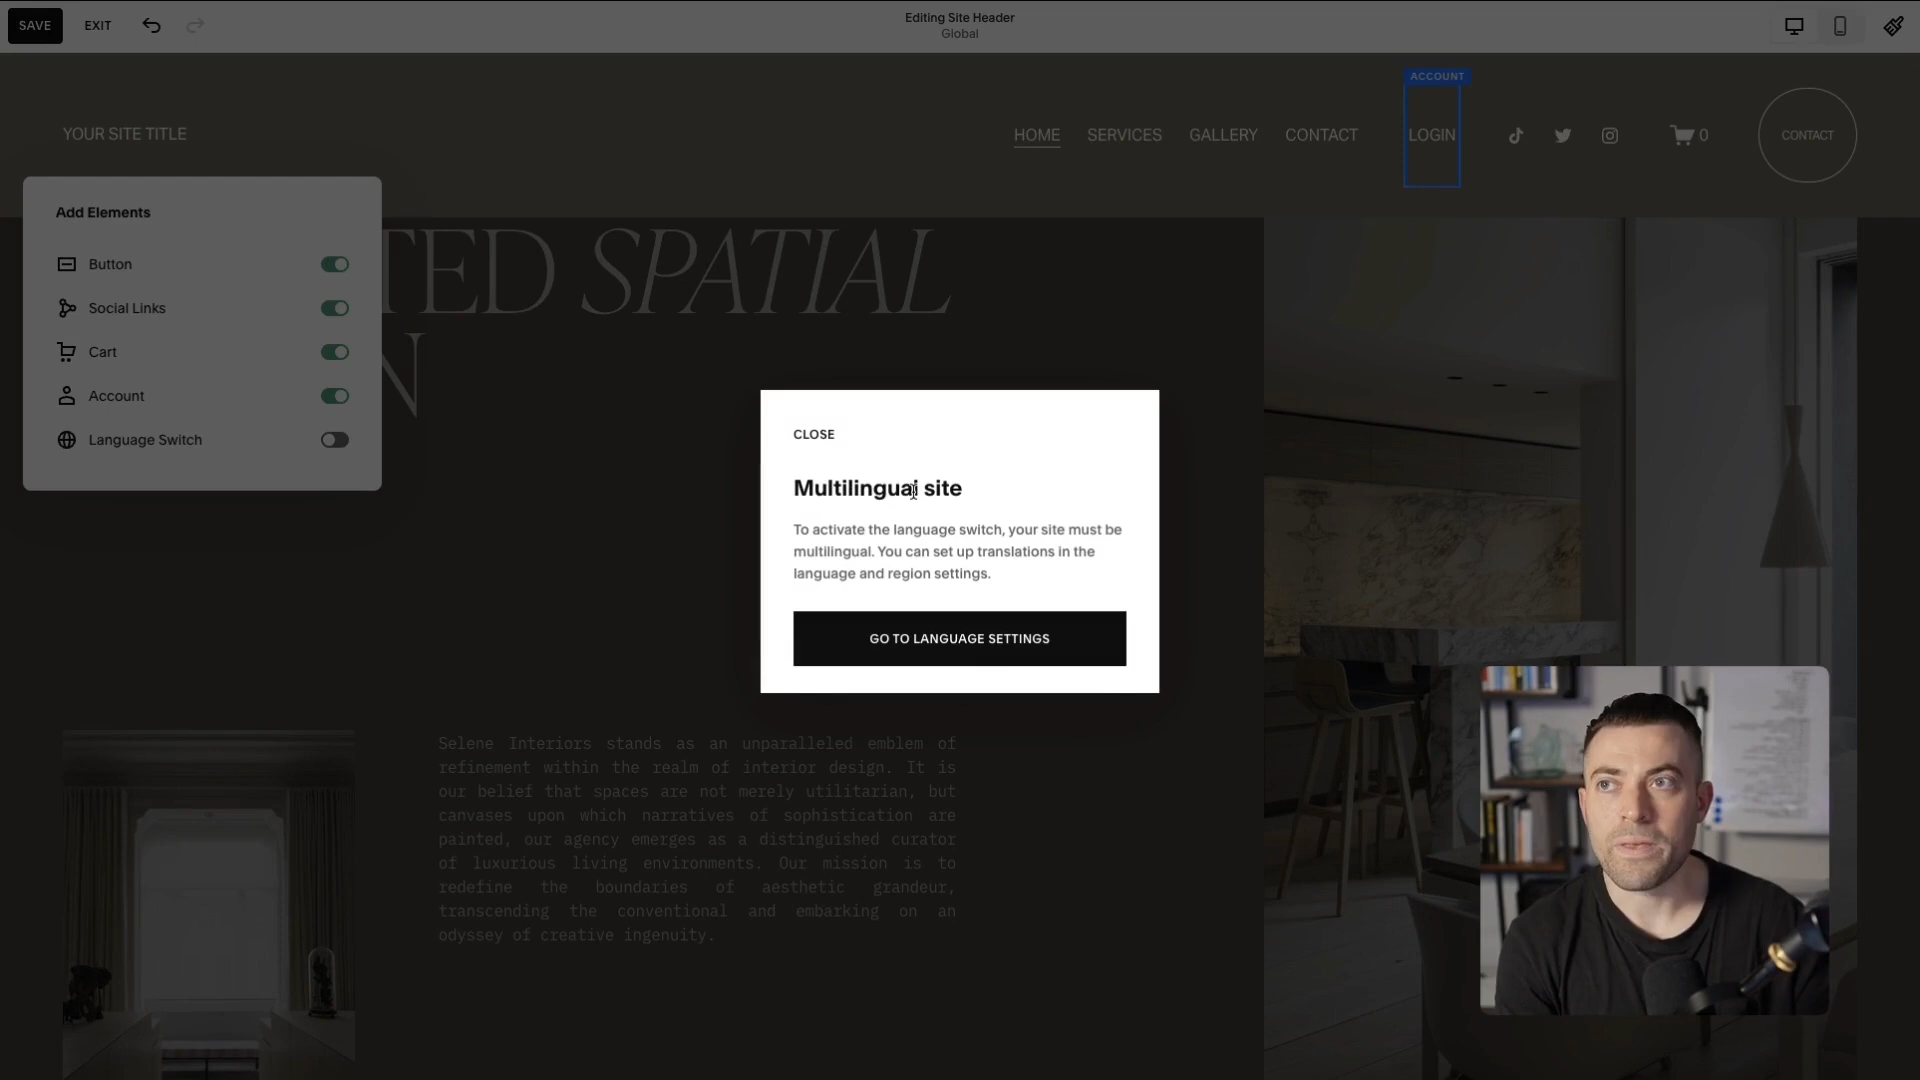 SAVE
EXIT
Editing Site Header
Global
ACCOUNT
YOUR SITE TITLE
HOME
SERVICES
GALLERY
CONTACT
LOGIN
0
CONTACT
Add Elements
Button
Social Links
Cart
Account
Language Switch
TED SPATIAL
N
CLOSE
Multilingual site
To activate the language switch, your site must be
multilingual. You can set up translations in the
language and region settings.
GO TO LANGUAGE SETTINGS
Selene Interiors stands as an unparalleled emblem of
refinement within the realm of interior design. It is
our belief that spaces are not merely utilitarian, but
canvases upon which narratives of sophistication are
painted, our agency emerges as a distinguished curator
of luxurious living environments. Our mission is to
redefine the boundaries of aesthetic grandeur,
transcending the conventional and embarking on an
odyssey of creative ingenuity.